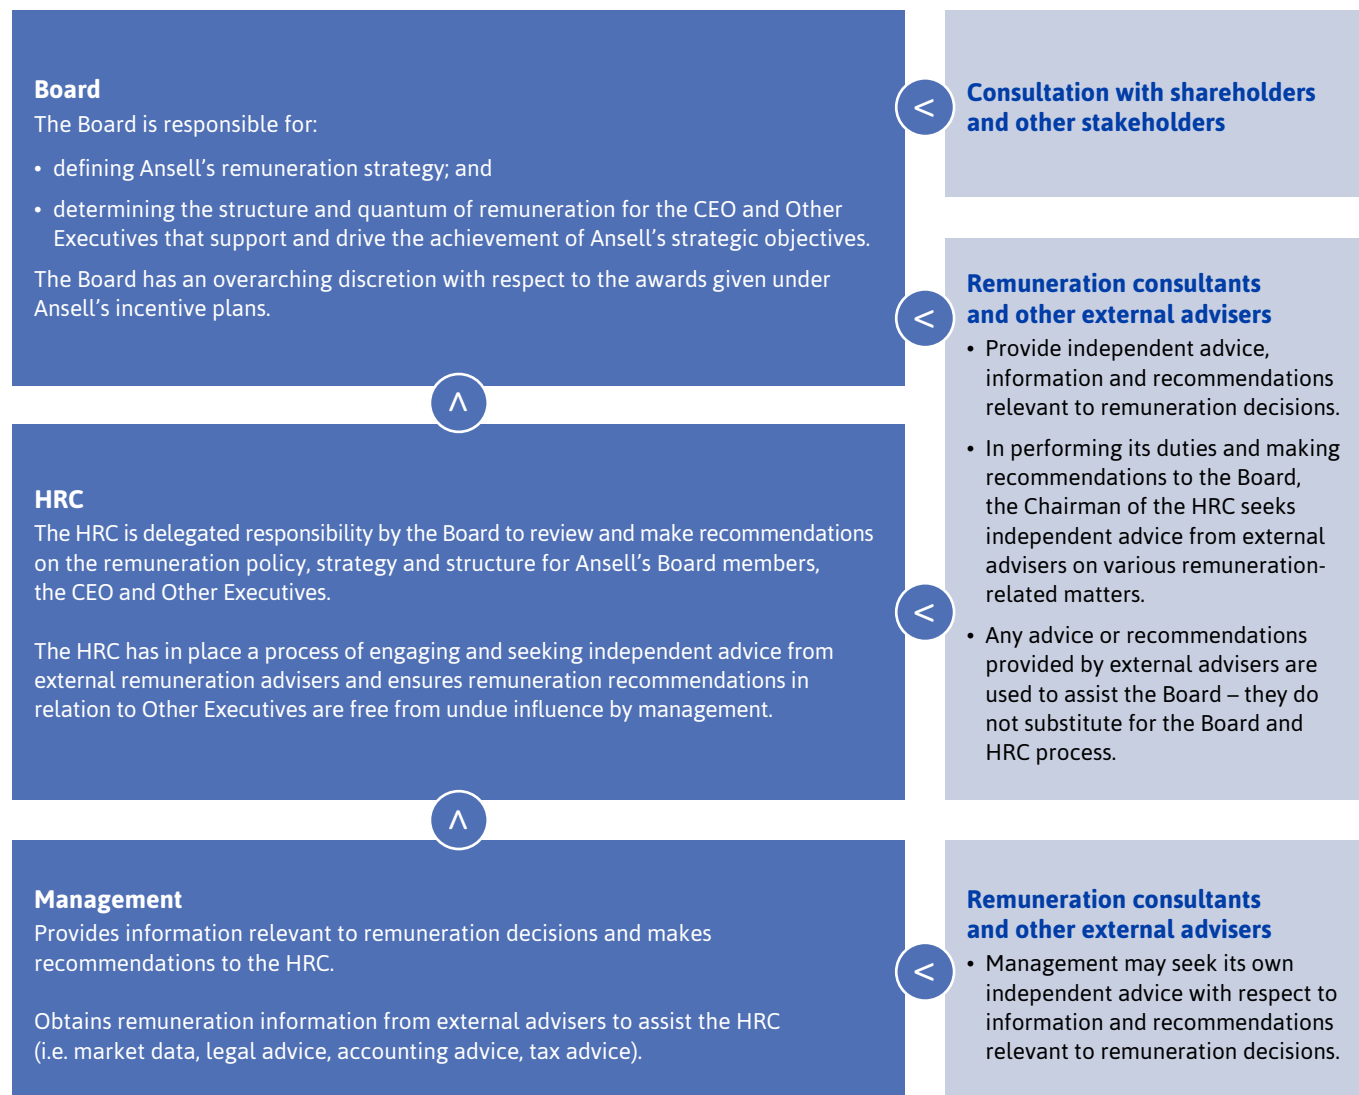 Board
The Board is responsible for:
• defining Ansell’s remuneration strategy; and
• determining the structure and quantum of remuneration for the CEO and Other
Executives that support and drive the achievement of Ansell’s strategic objectives.
The Board has an overarching discretion with respect to the awards given under
Ansell’s incentive plans.
<
Consultation with shareholders
and other stakeholders
<
Remuneration consultants
and other external advisers
• Provide independent advice,
information and recommendations
relevant to remuneration decisions.
• In performing its duties and making
recommendations to the Board,
the Chairman of the HRC seeks
independent advice from external
advisers on various remuneration-
related matters.
• Any advice or recommendations
provided by external advisers are
used to assist the Board – they do
not substitute for the Board and
HRC process.
<
HRC
The HRC is delegated responsibility by the Board to review and make recommendations
on the remuneration policy, strategy and structure for Ansell’s Board members,
the CEO and Other Executives.
The HRC has in place a process of engaging and seeking independent advice from
external remuneration advisers and ensures remuneration recommendations in
relation to Other Executives are free from undue influence by management.
<
<
Management
Provides information relevant to remuneration decisions and makes
recommendations to the HRC.
Obtains remuneration information from external advisers to assist the HRC
(i.e. market data, legal advice, accounting advice, tax advice).
<
Remuneration consultants
and other external advisers
• Management may seek its own
independent advice with respect to
information and recommendations
relevant to remuneration decisions.